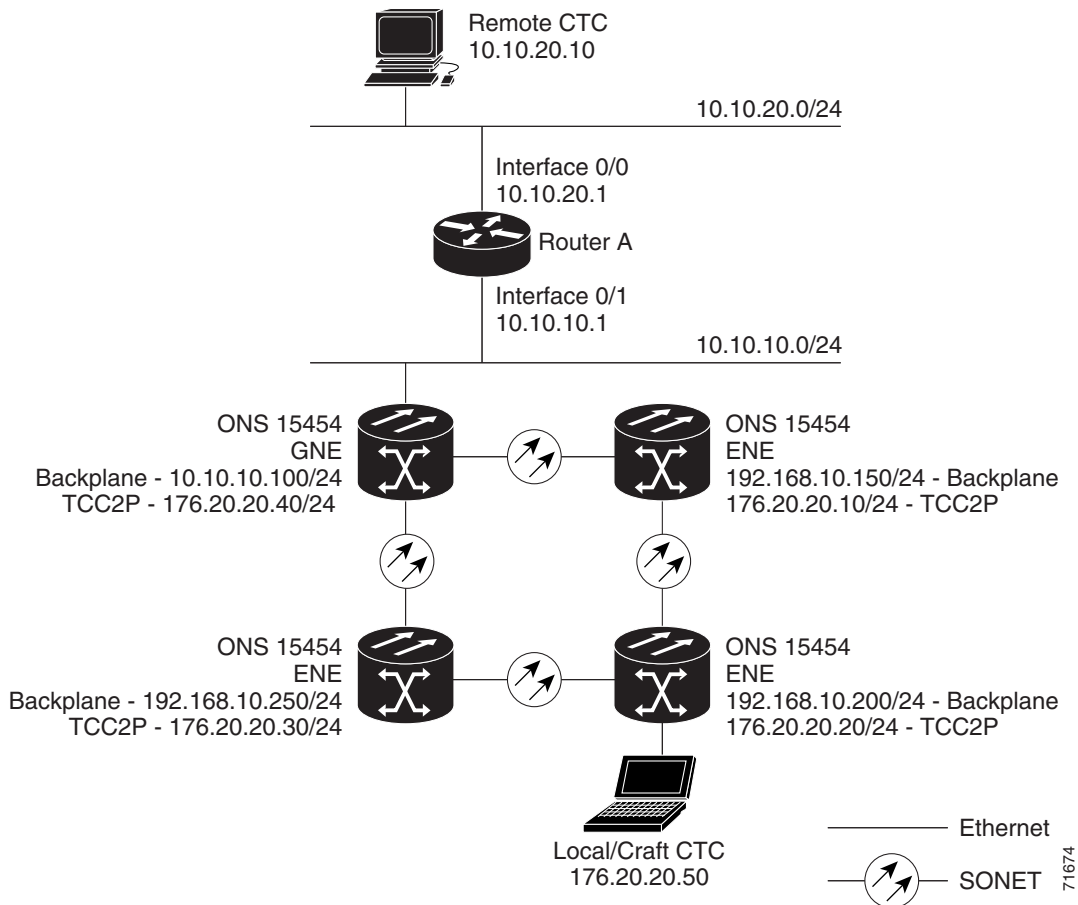 Remote CTC
10.10.20.10
10.10.20.0/24
Interface 0/0
10.10.20.1
Router A
Interface 0/1
10.10.10.1
10.10.10.0/24
ONS 15454
GNE
Backplane - 10.10.10.100/24
TCC2P - 176.20.20.40/24
ONS 15454
ENE
192.168.10.150/24 - Backplane
176.20.20.10/24 - TCC2P
ONS 15454
ENE
Backplane - 192.168.10.250/24
TCC2P - 176.20.20.30/24
ONS 15454
ENE
192.168.10.200/24 - Backplane
176.20.20.20/24 - TCC2P
Local/Craft CTC
176.20.20.50
Ethernet
SONET
71674